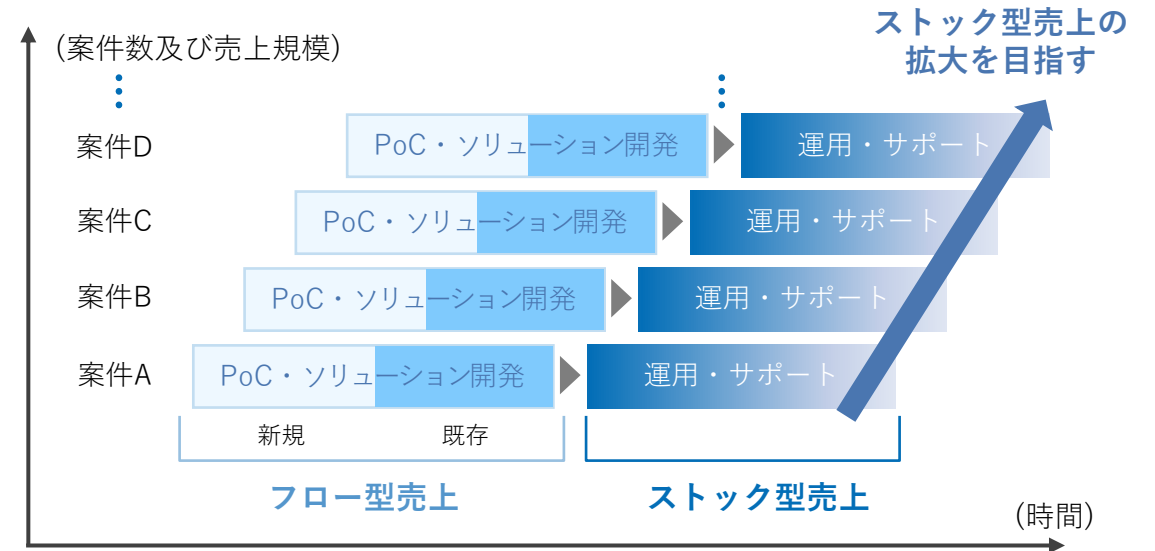 ストック型売上の
拡大を目指す
(案件数及び売上規模)
案件D
PoC・ソリューション開発
運用・サポート
案件C
PoC・ソリューション開発
運用・サポート
案件B
PoC・ソリューション開発
運用・サポート
案件A
PoC・ソリューション開発
運用・サポート
新規
既存
フロー型売上
ストック型売上
(時間)